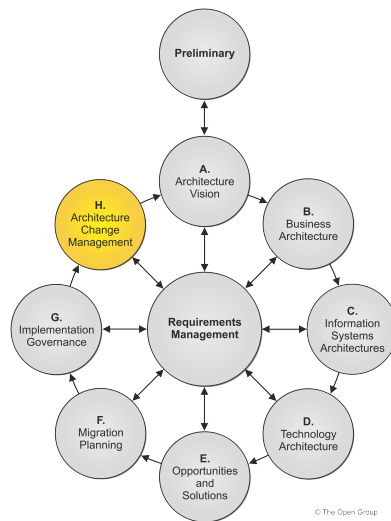 Preliminary
A.
Architecture
Vision
H.
Architecture
Change
Management
B.
Business
Architecture
G.
Implementation
Governance
Requirements
Management
C.
Information
Systems
Architectures
F.
Migration
Planning
D.
Technology
Architecture
E.
Opportunities
and
Solutions
© The Open Group